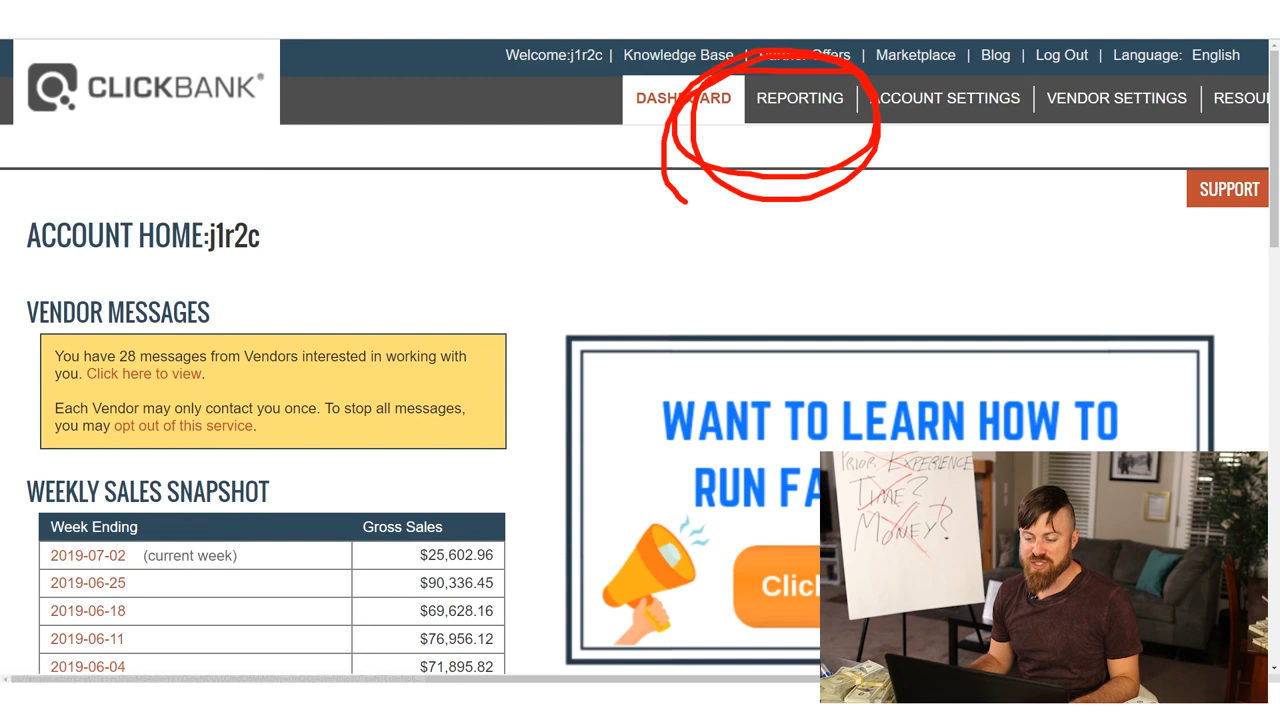 CLICKBANK®
Welcome:j1r2c | Knowledge Base | Partner Offers | Marketplace | Blog | Log Out | Language: English
DASHBOARD REPORTING ACCOUNT SETTINGS VENDOR SETTINGS RESOU
SUPPORT
ACCOUNT HOME:j1r2c
VENDOR MESSAGES
You have 28 messages from Vendors interested in working with
you. Click here to view.
Each Vendor may only contact you once. To stop all messages,
you may opt out of this service.
WEEKLY SALES SNAPSHOT
Week Ending Gross Sales
2019-07-02 (current week) $25,602.96
2019-06-25 $90,336.45
2019-06-18 $69,628.16
2019-06-11 $76,956.12
2019-06-04 $71,895.82
WANT TO LEARN HOW TO
RUN FA
Clic
PRIOR EXPERIENCE
TIME?
MONEY?